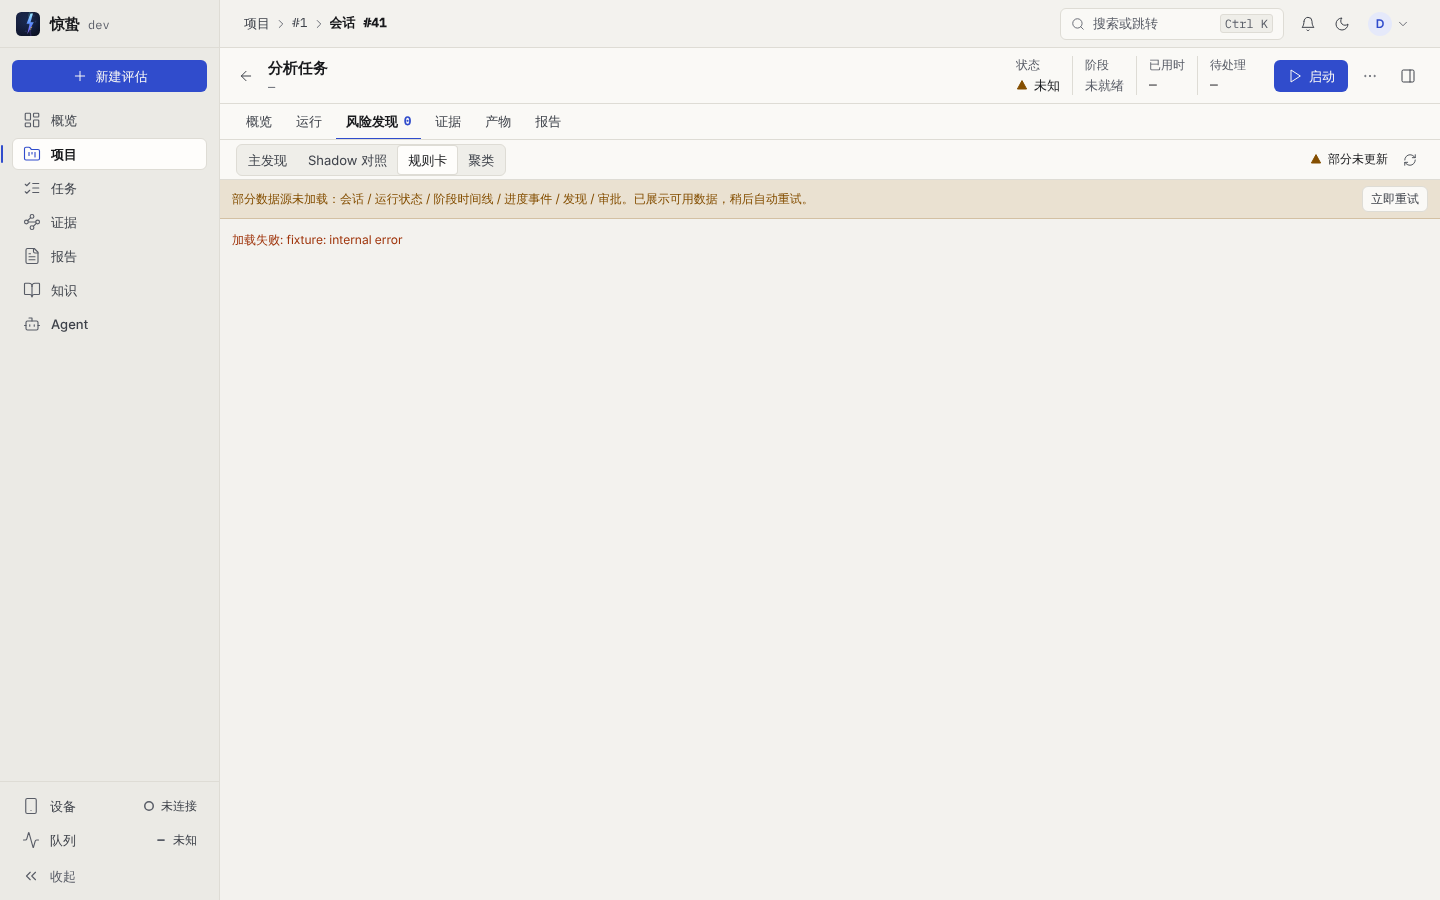 惊蛰 dev
新建评估
概览
项目
任务
证据
报告
知识
Agent
设备 未连接
队列 — 未知
收起
项目 > #1 > 会话 #41
搜索或跳转 Ctrl K
D
分析任务
—
状态
未知
阶段
未就绪
已用时
—
待处理
—
启动
概览 运行 风险发现 0 证据 产物 报告
主发现 Shadow 对照 规则卡 聚类
部分未更新
部分数据源未加载：会话 / 运行状态 / 阶段时间线 / 进度事件 / 发现 / 审批。已展示可用数据，稍后自动重试。
立即重试
加载失败: fixture: internal error